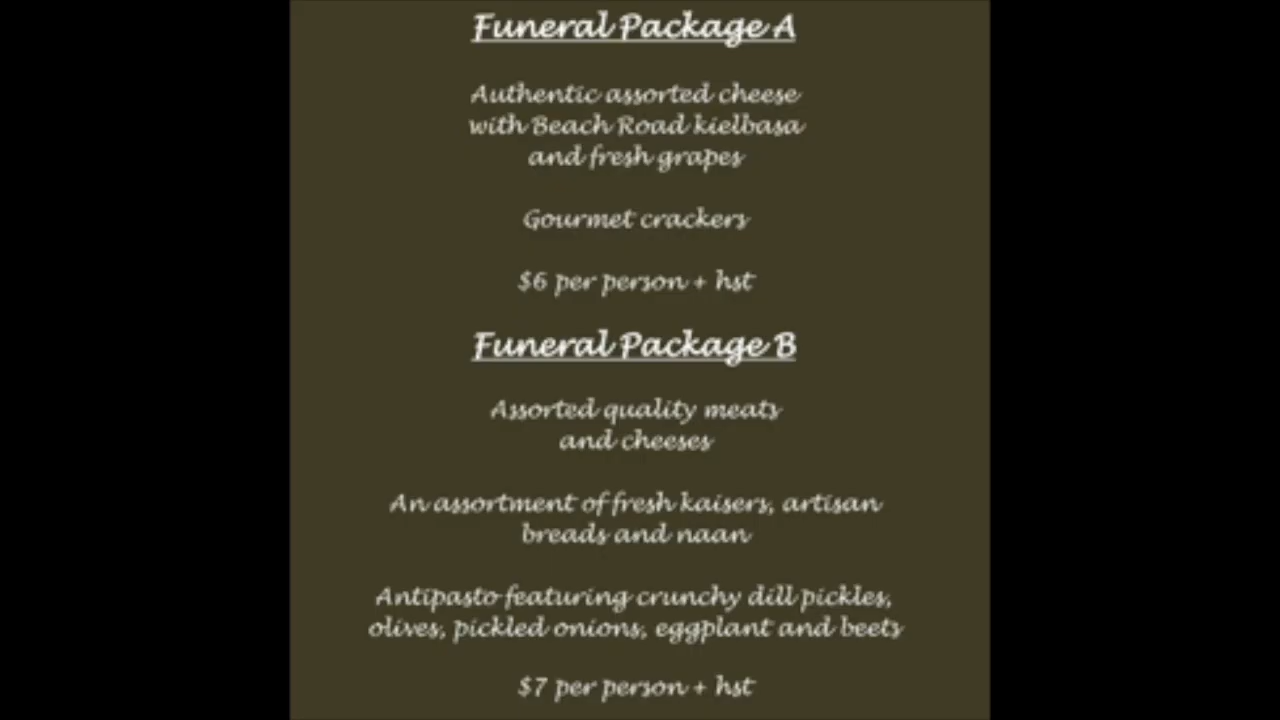 Funeral Package A
Authentic assorted cheese
with Beach Road kielbasa
and fresh grapes
Gourmet crackers
$6 per person + hst
Funeral Package B
Assorted quality meats
and cheeses
An assortment of fresh kaisers, artisan
breads and naan
Antipasto featuring crunchy dill pickles,
olives, pickled onions, eggplant and beets
$7 per person + hst